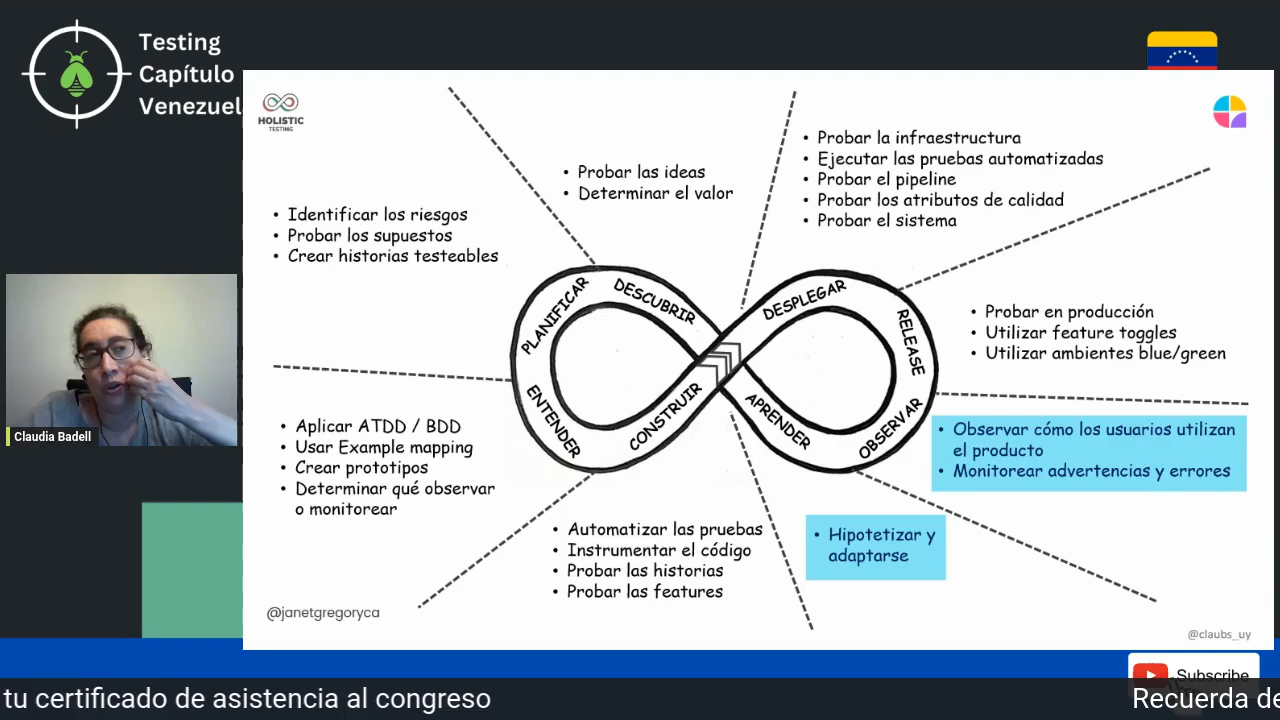 Testing
Capítulo
Venezuel
HOLISTIC
TESTING
• Identificar los riesgos
• Probar los supuestos
• Crear historias testeables
• Probar las ideas
• Determinar el valor
• Probar la infraestructura
• Ejecutar las pruebas automatizadas
• Probar el pipeline
• Probar los atributos de calidad
• Probar el sistema
• Probar en producción
• Utilizar feature toggles
• Utilizar ambientes blue/green
PLANIFICAR
DESCUBRIR
DESPLEGAR
RELEASE
ENTENDER
CONSTRUIR
APRENDER
OBSERVAR
• Aplicar ATDD / BDD
• Usar Example mapping
• Crear prototipos
• Determinar qué observar
o monitorear
• Automatizar las pruebas
• Instrumentar el código
• Probar las historias
• Probar las features
• Hipotetizar y
adaptarse
• Observar cómo los usuarios utilizan
el producto
• Monitorear advertencias y errores
Claudia Badell
@janetgregoryca
@claubs_uy
Subscribe
tu certificado de asistencia al congreso
Recuerda de